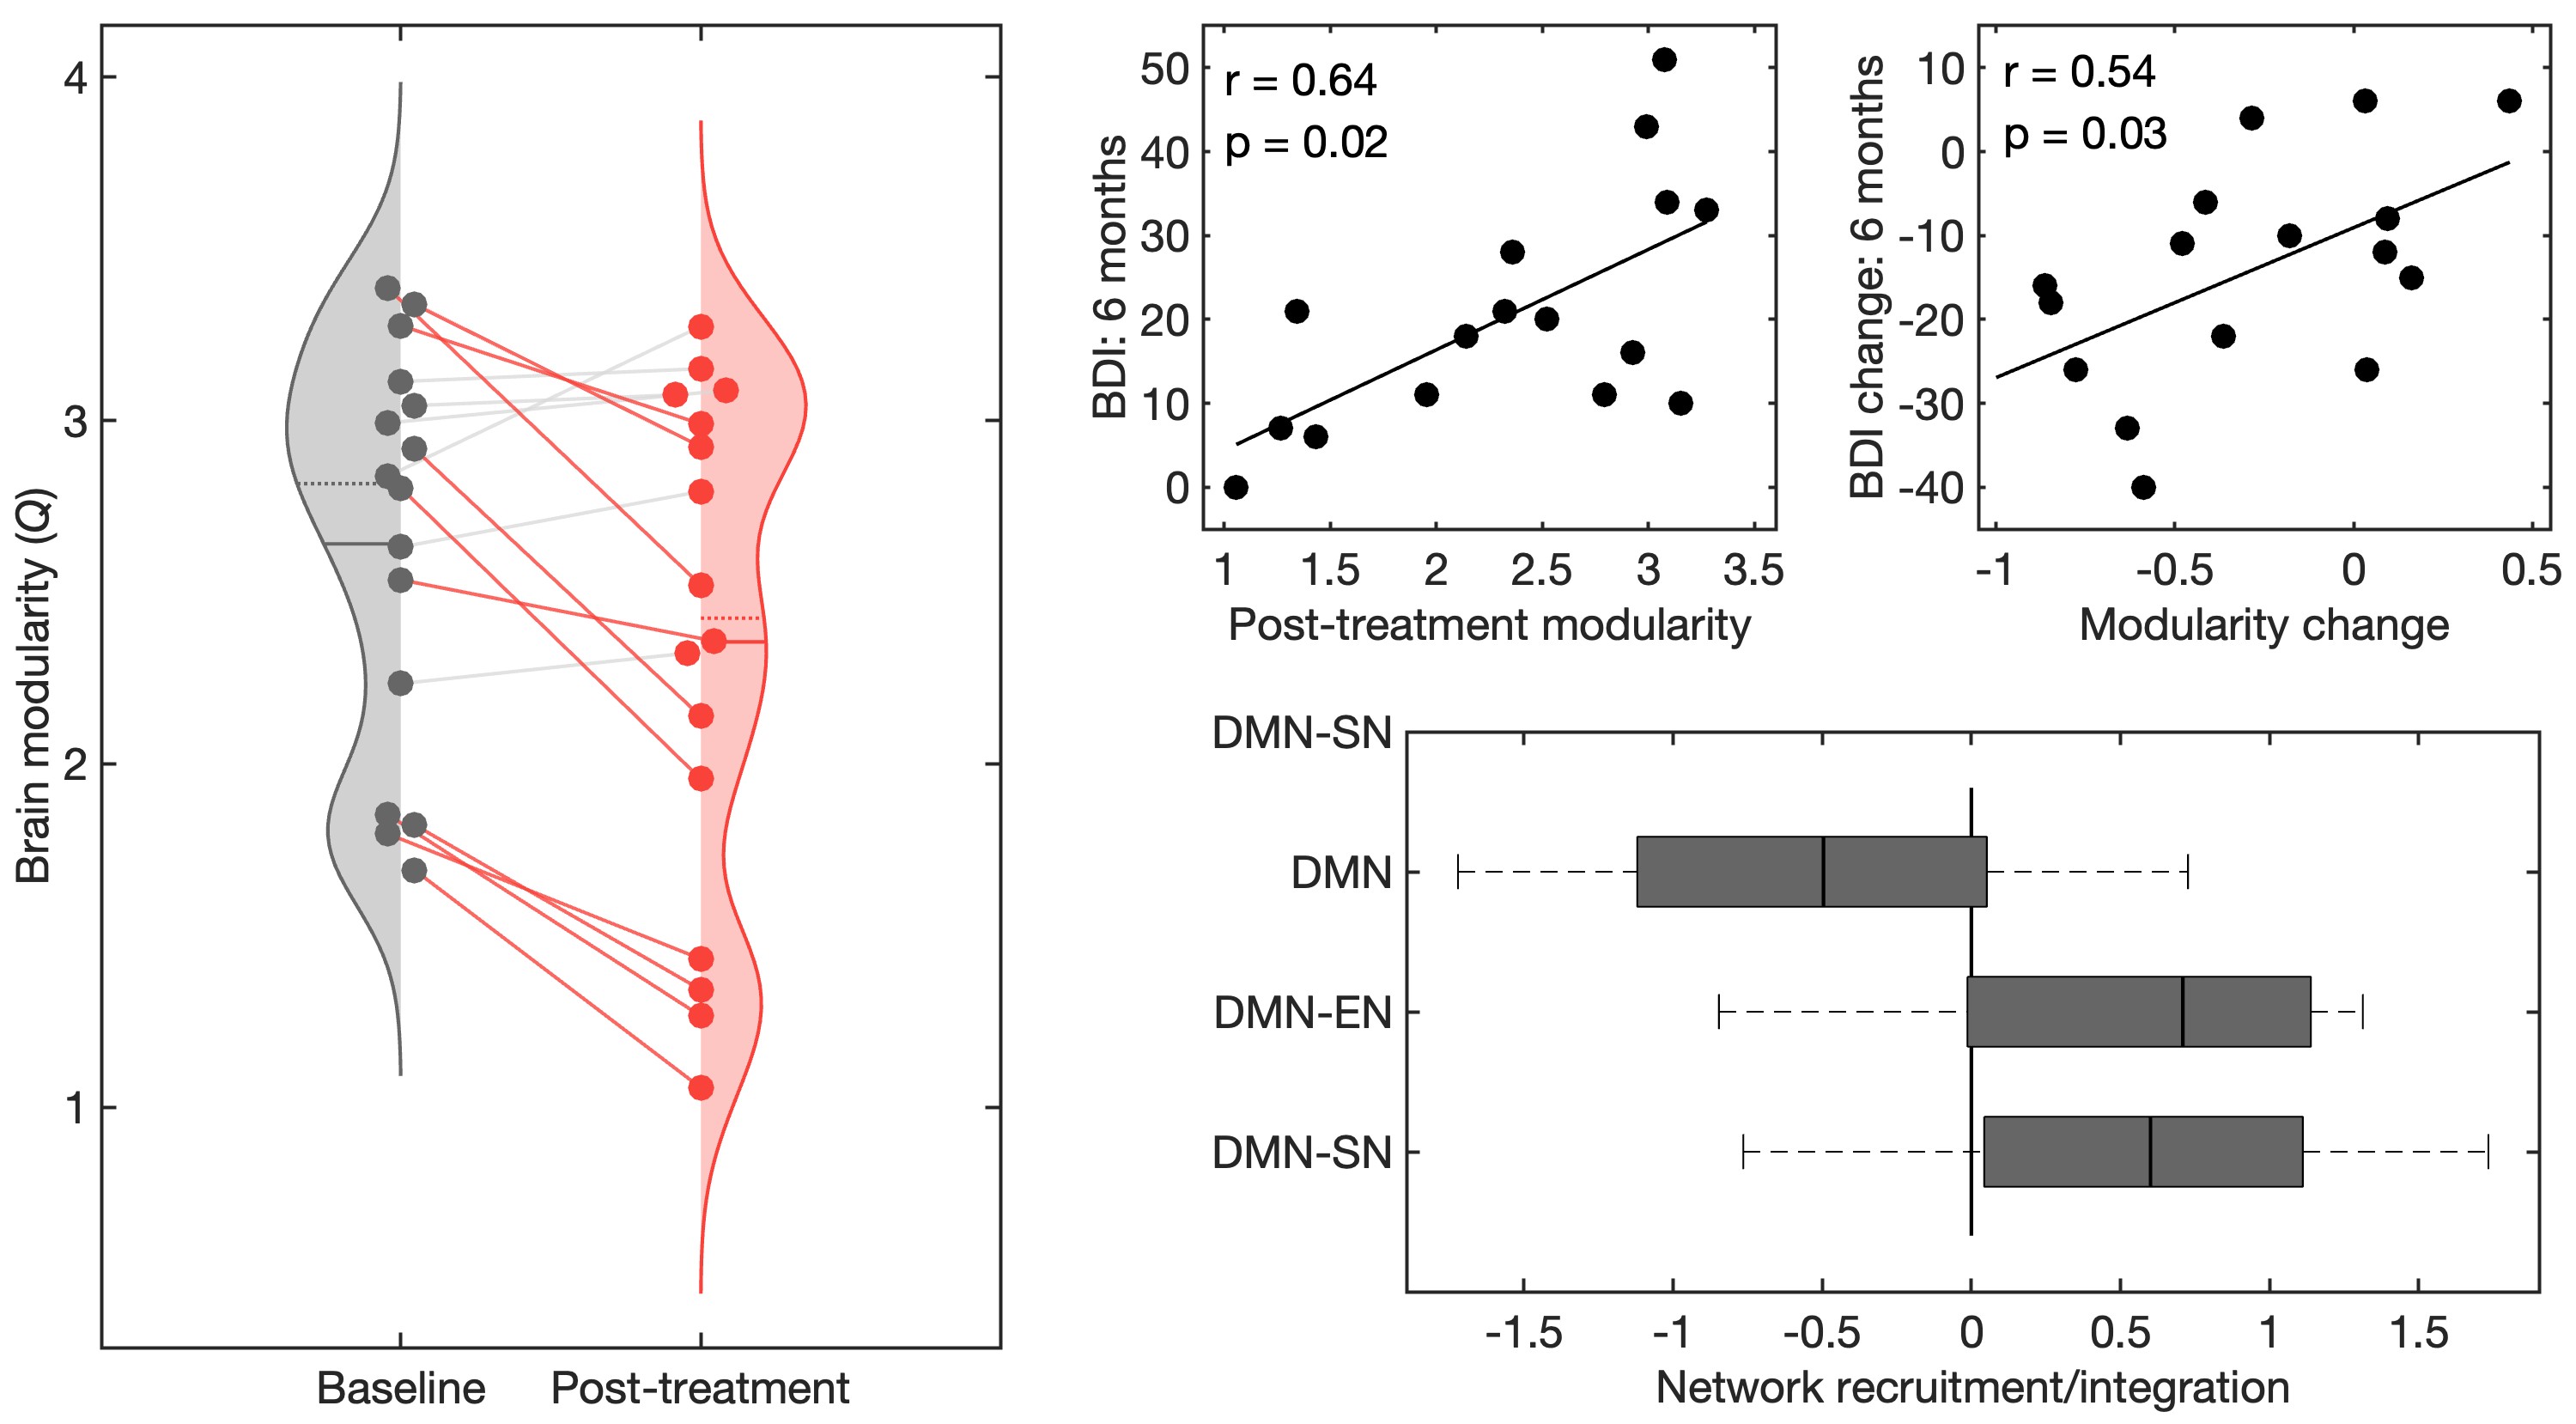 4
3
2
1
Brain modularity (Q)
Baseline
Post-treatment
r = 0.64
p = 0.02
50
40
30
20
10
0
BDI: 6 months
1
1.5
2
2.5
3
3.5
Post-treatment modularity
r = 0.54
p = 0.03
10
0
-10
-20
-30
-40
BDI change: 6 months
-1
-0.5
0
0.5
Modularity change
DMN-SN
DMN
DMN-EN
DMN-SN
-1.5
-1
-0.5
0
0.5
1
1.5
Network recruitment/integration